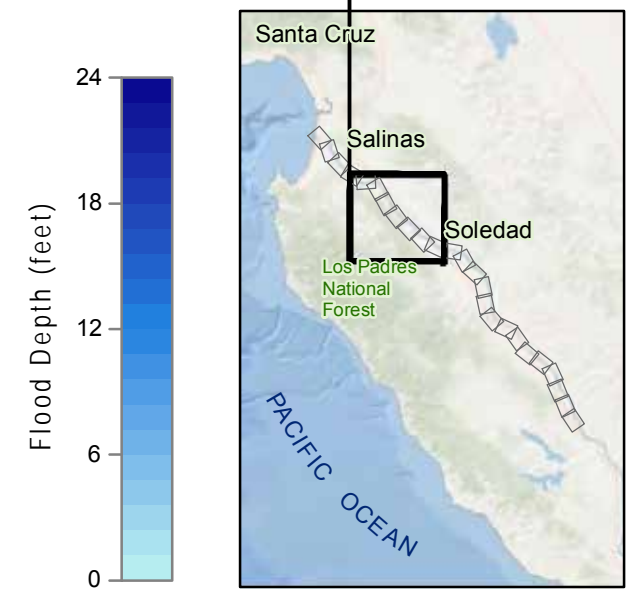 24
18
12
6
0
Flood Depth (feet)
Santa Cruz
Salinas
Soledad
Los Padres
National
Forest
PACIFIC OCEAN